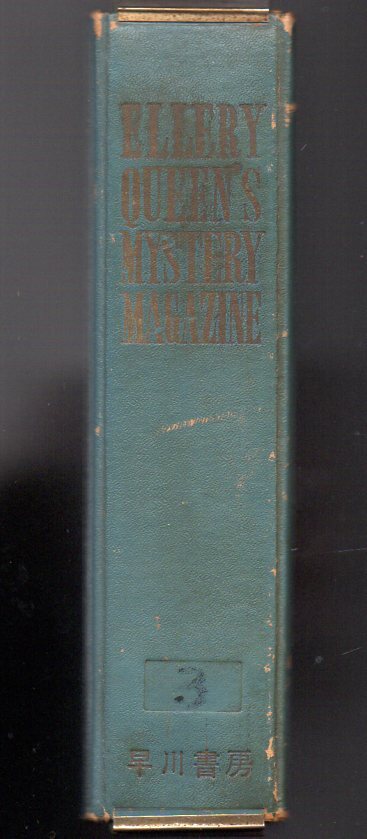 ELLERY
QUEEN'S
MYSTERY
MAGAZINE
3
早川書房